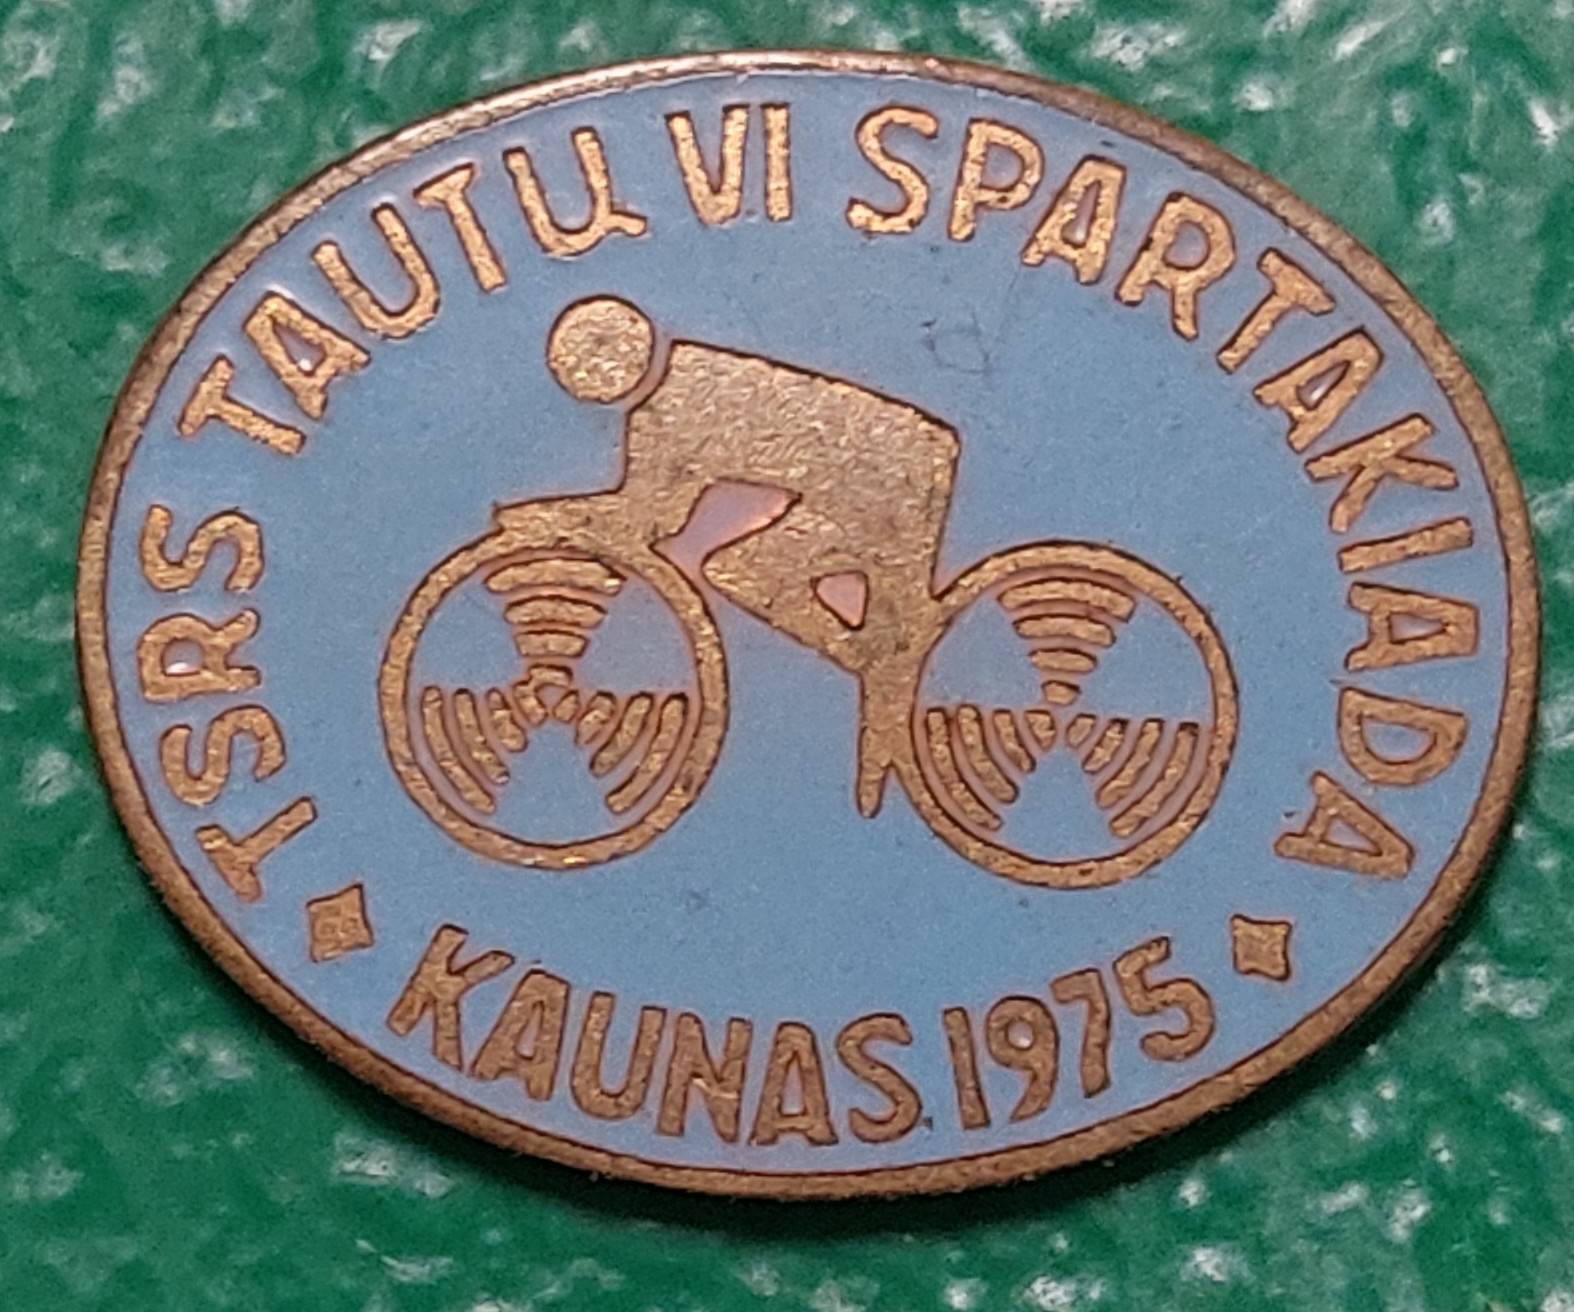 TSRS TAUTŲ VI SPARTAKIADA
KAUNAS. 1975